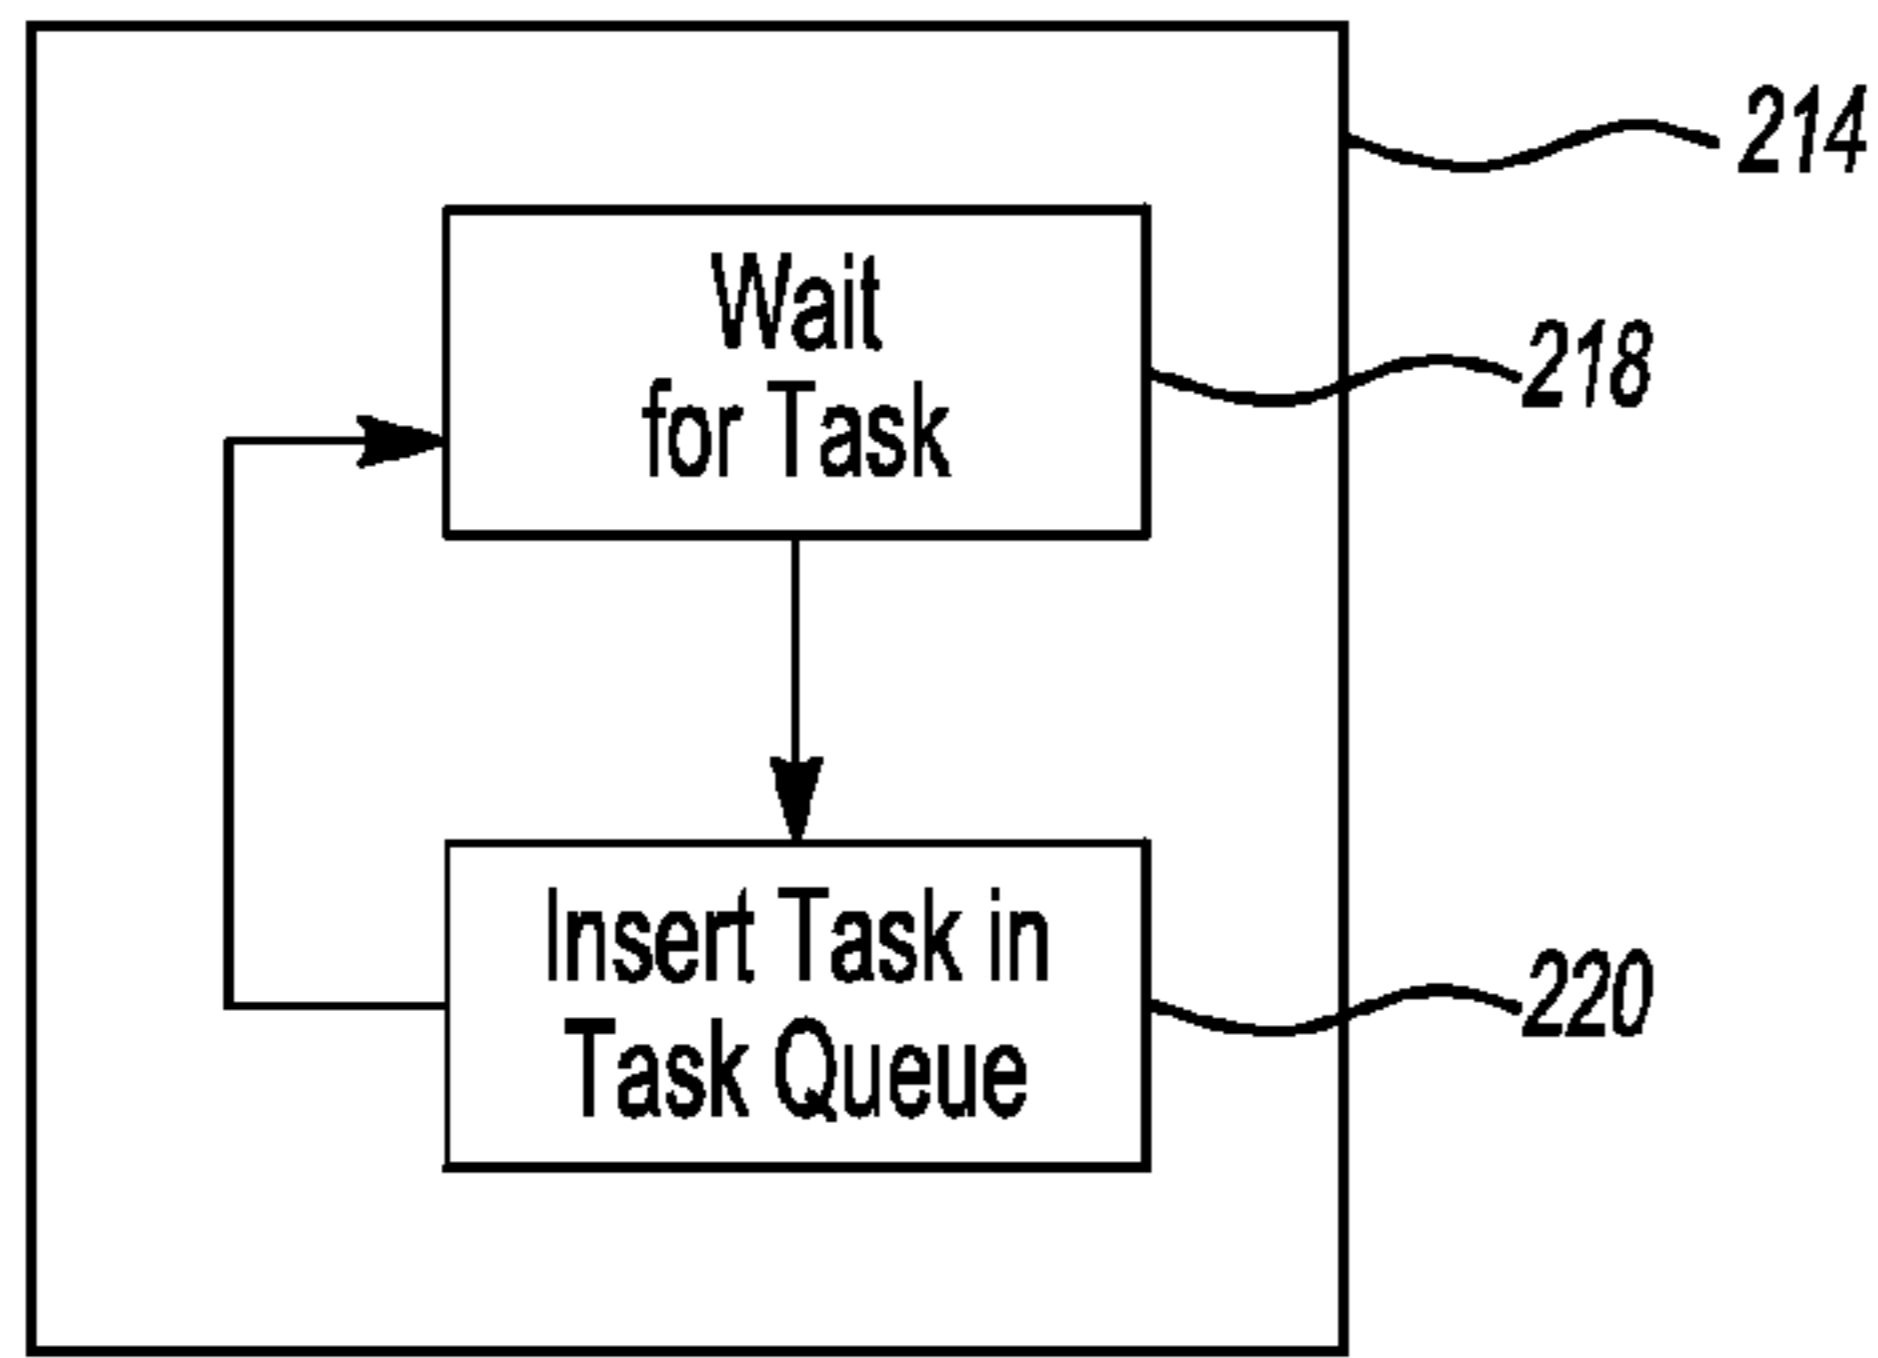 214
Wait
for Task
218
Insert Task in
Task Queue
220